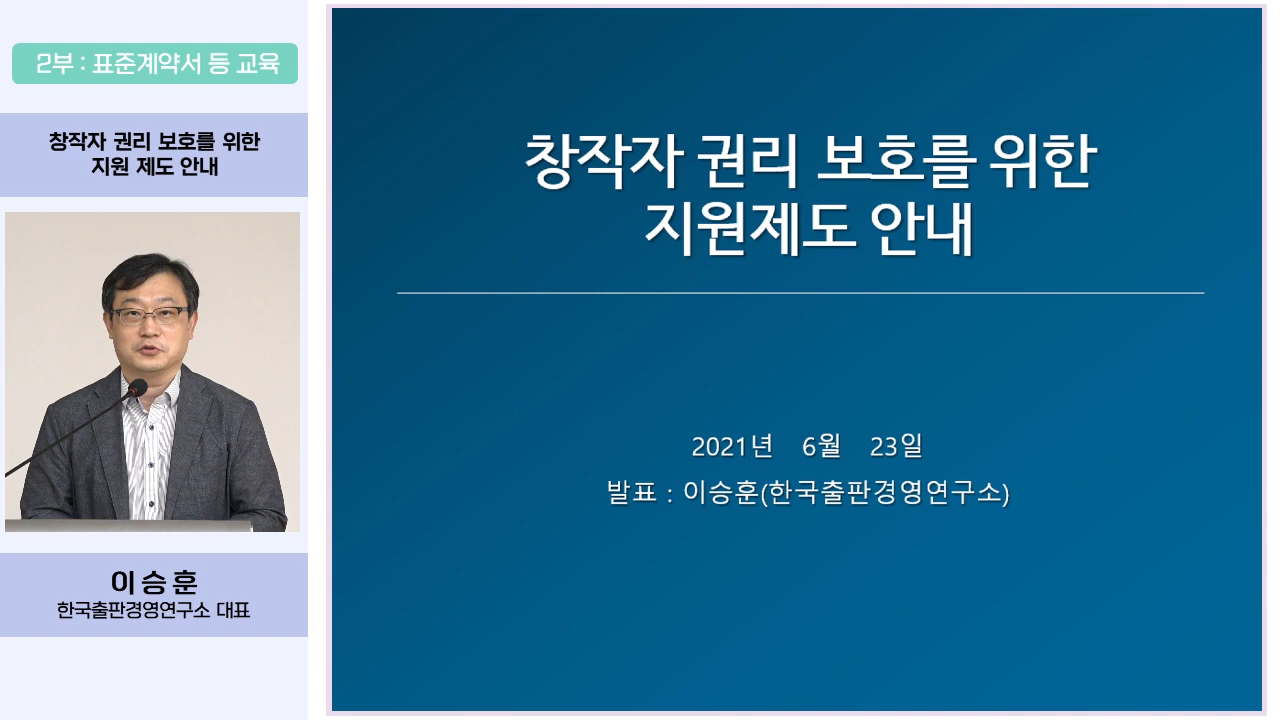 2부 : 표준계약서 등 교육
창작자 권리 보호를 위한
지원 제도 안내
이승훈
한국출판경영연구소 대표
창작자 권리 보호를 위한
지원제도 안내
2021년 6월 23일
발표 : 이승훈(한국출판경영연구소)